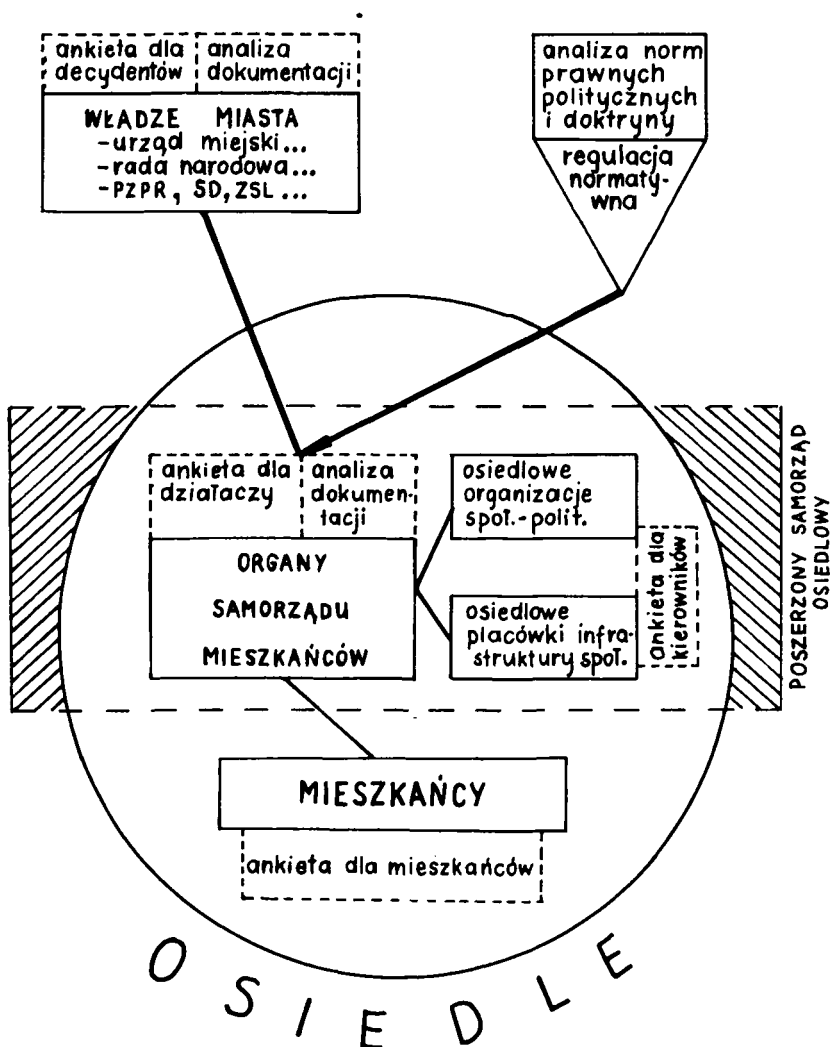 ankieta dla
decydentów
analiza
dokumentacji
WŁADZE MIASTA
-urząd miejski...
-rada narodowa...
-PZPR, SD, ZSL...
analiza norm
prawnych
politycznych
i doktryny
regulacja
normaty-
wna
ankieta dla
działaczy
analiza
dokumen-
tacji
ORGANY
SAMORZĄDU
MIESZKAŃCÓW
osiedlowe
organizacje
społ.-polit.
osiedlowe
placówki infra-
struktury społ.
ankieta dla
kierowników
POSZERZONY SAMORZĄD
OSIEDLOWY
MIESZKAŃCY
ankieta dla mieszkańców
OSIEDLE